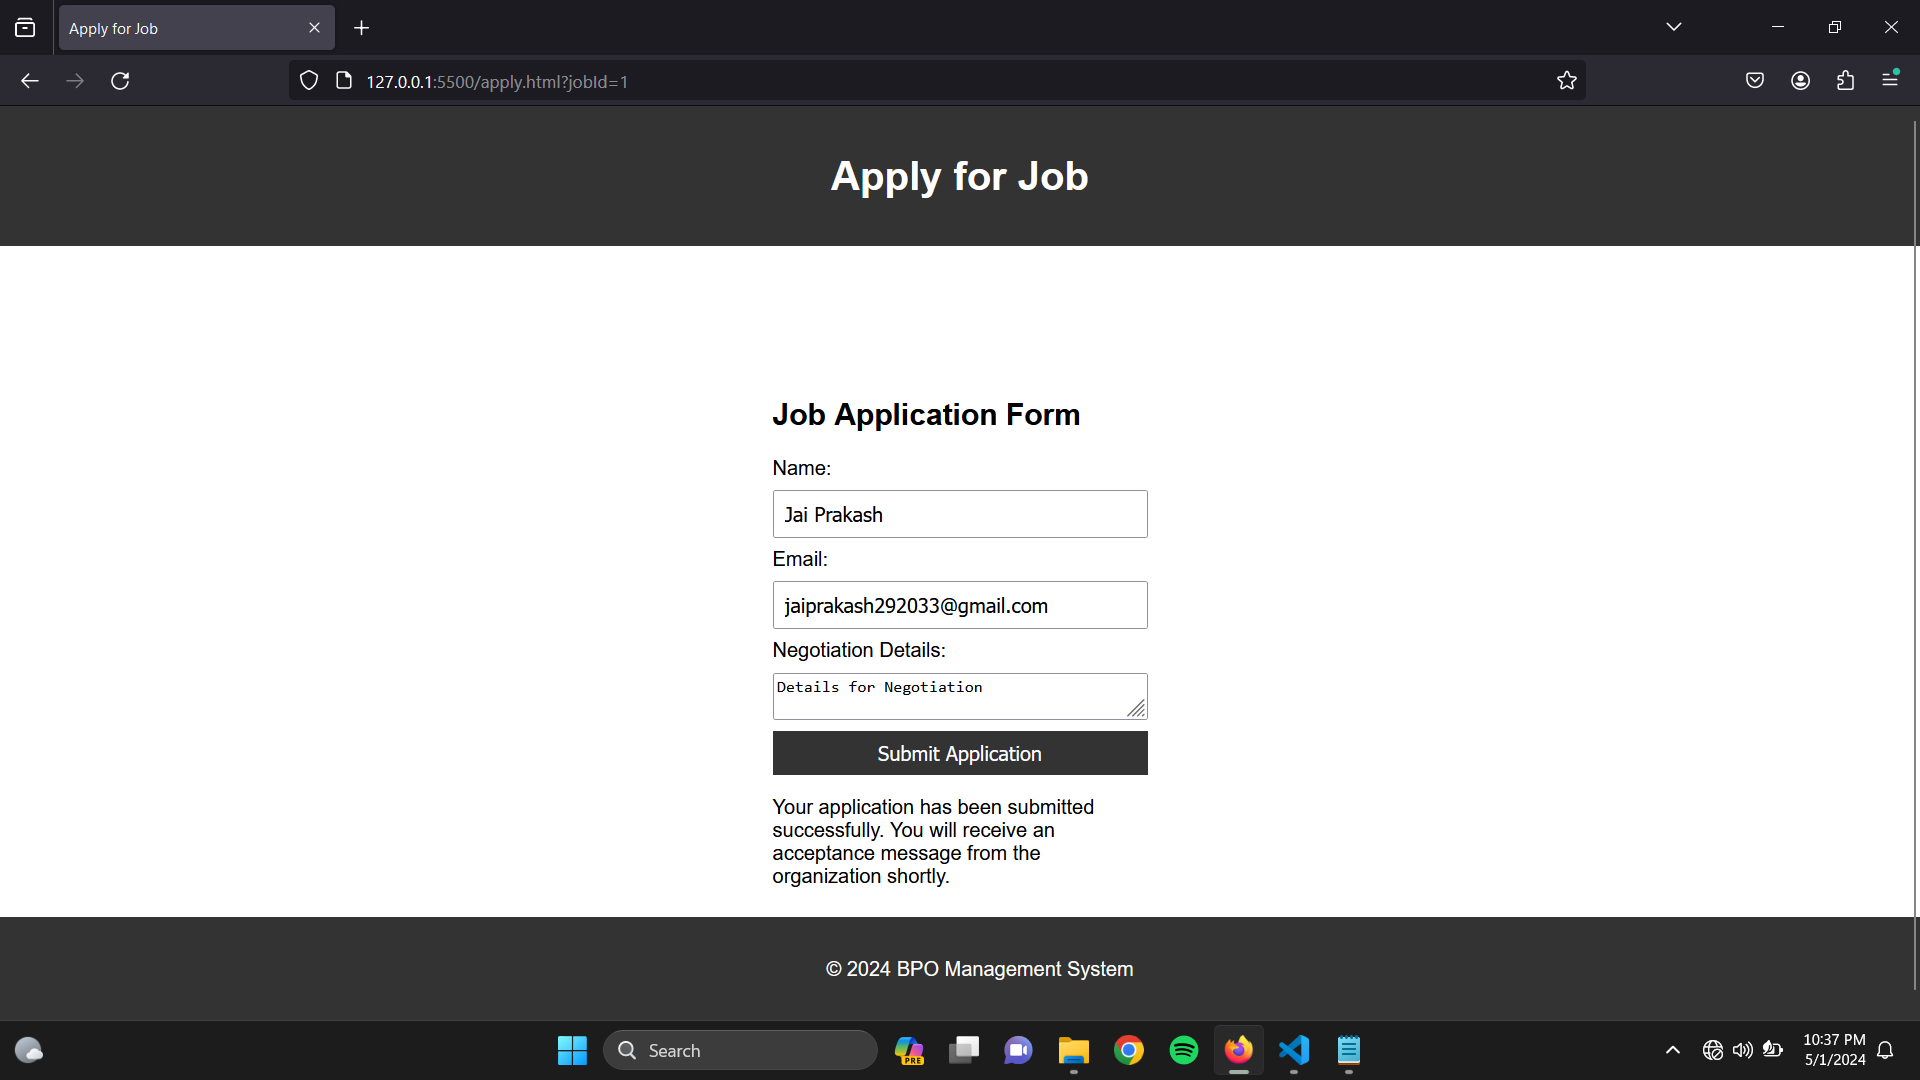 Apply for Job
127.0.0.1:5500/apply.html?jobId=1
Apply for Job
Job Application Form
Name:
Jai Prakash
Email:
jaiprakash292033@gmail.com
Negotiation Details:
Details for Negotiation
Submit Application
Your application has been submitted
successfully. You will receive an
acceptance message from the
organization shortly.
© 2024 BPO Management System
Search
PRE
10:37 PM
5/1/2024